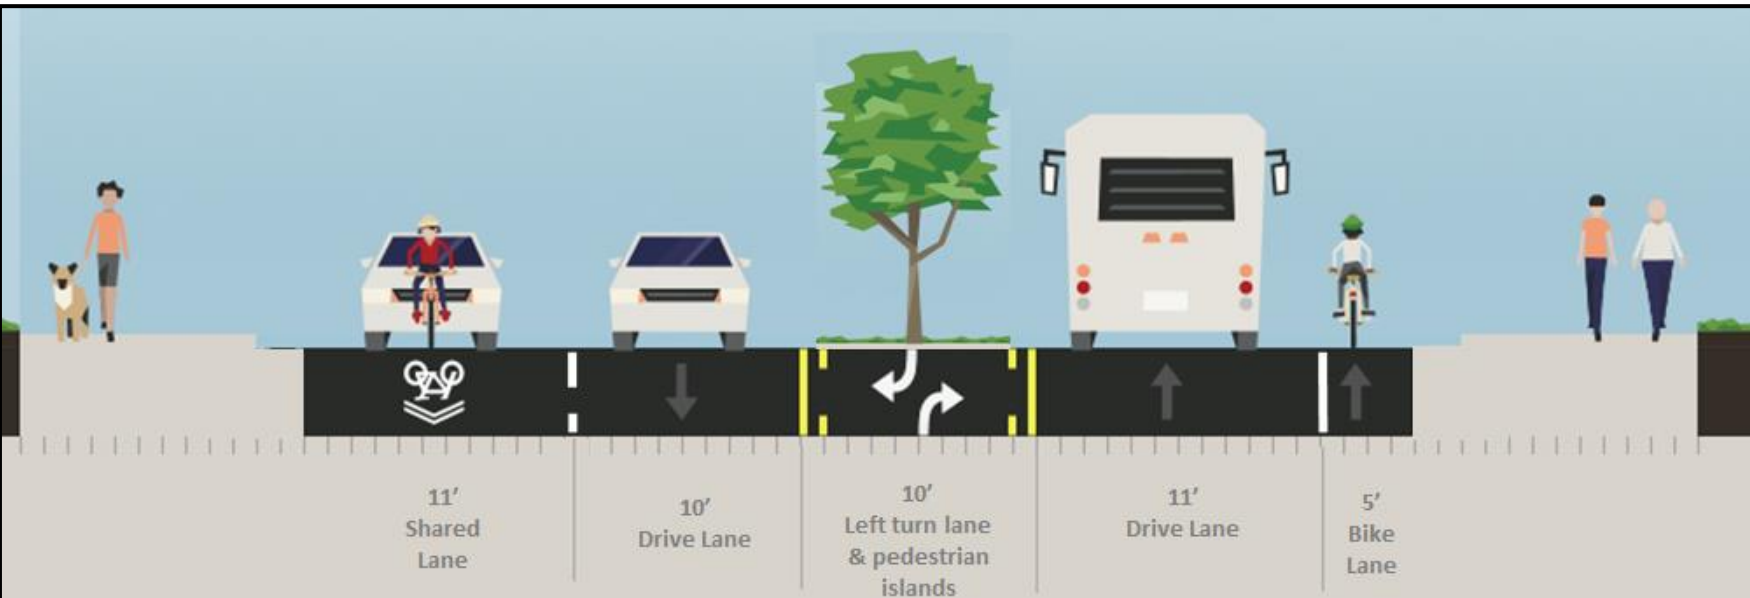 11′
Shared
Lane
10′
Drive Lane
10′
Left turn lane
& pedestrian
islands
11′
Drive Lane
5′
Bike
Lane